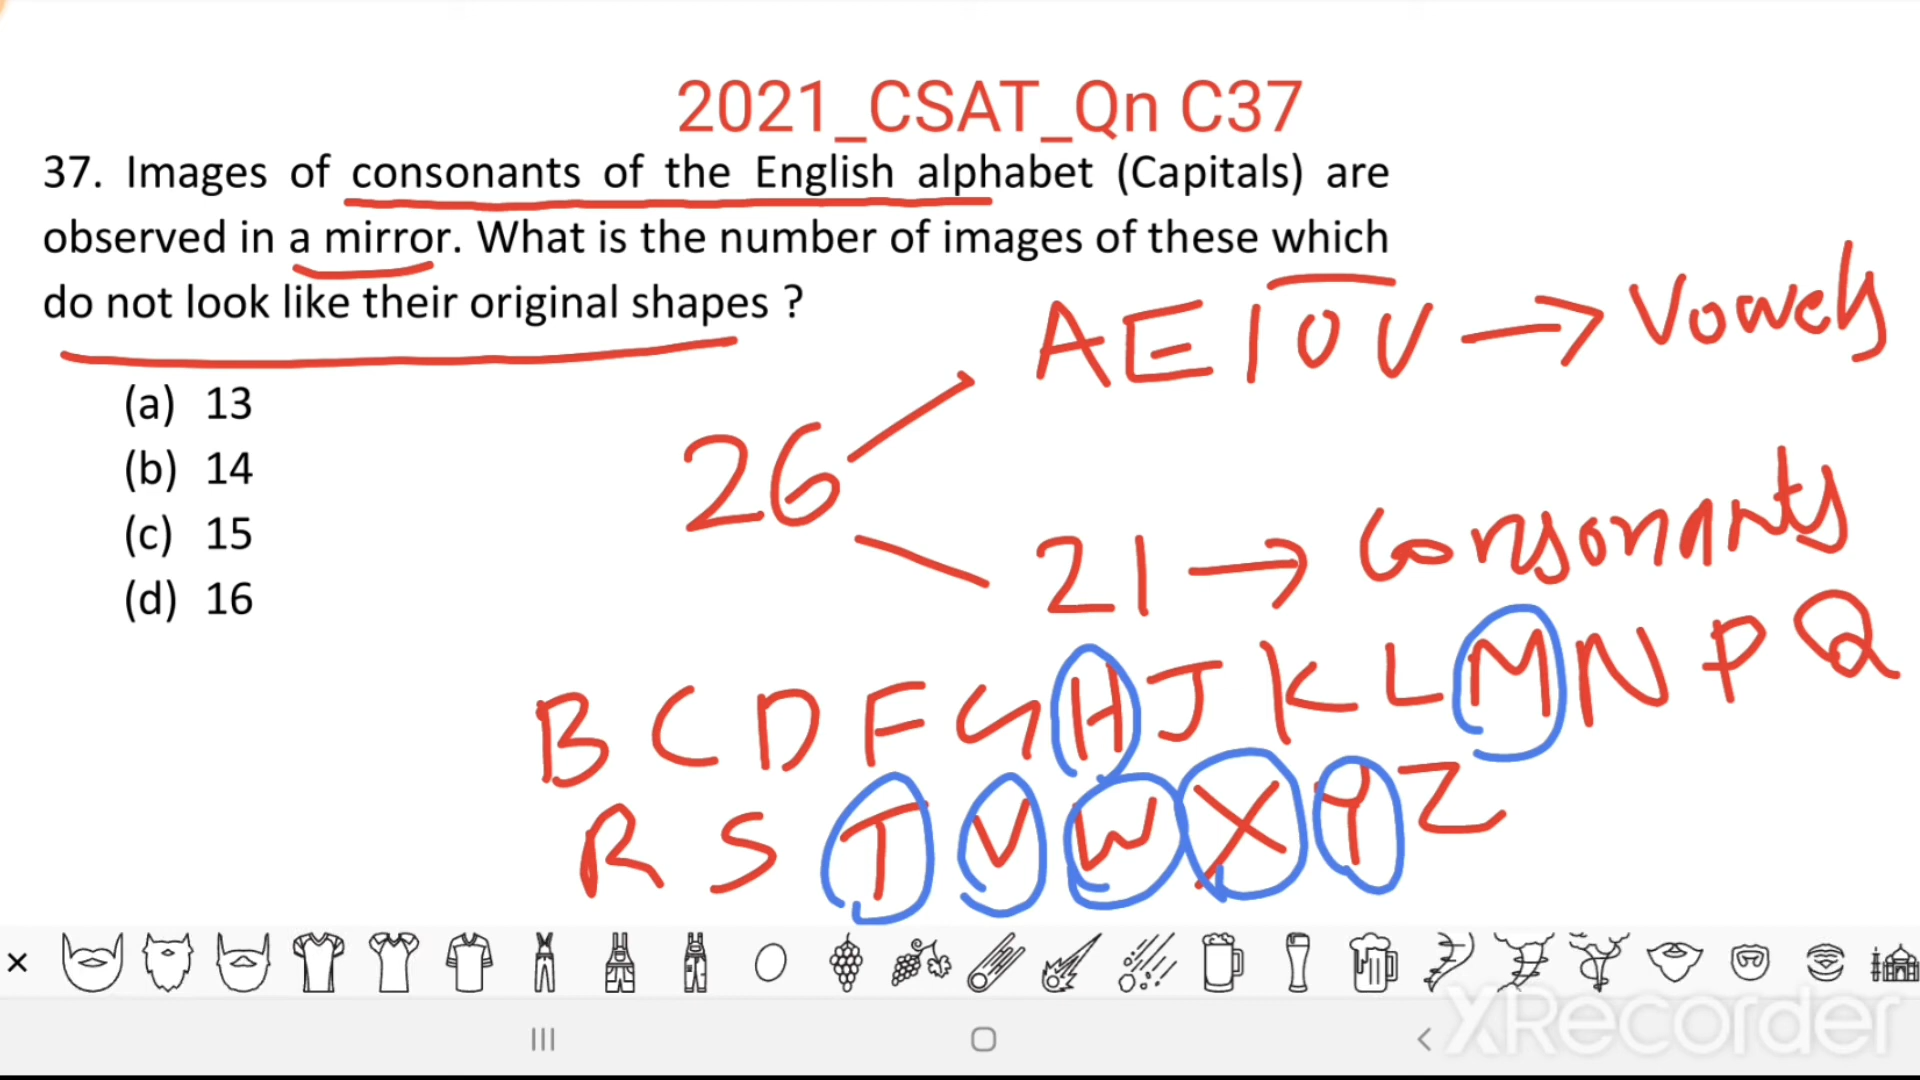 2021_CSAT_Qn C37
37. Images of consonants of the English alphabet (Capitals) are
observed in a mirror. What is the number of images of these which
do not look like their original shapes ?
(a) 13
(b) 14
(c) 15
(d) 16
AEIOU → Vowels
26
21 → Consonants
B C D F G H J K L M N P Q
R S T V W X Y Z
XRecorder